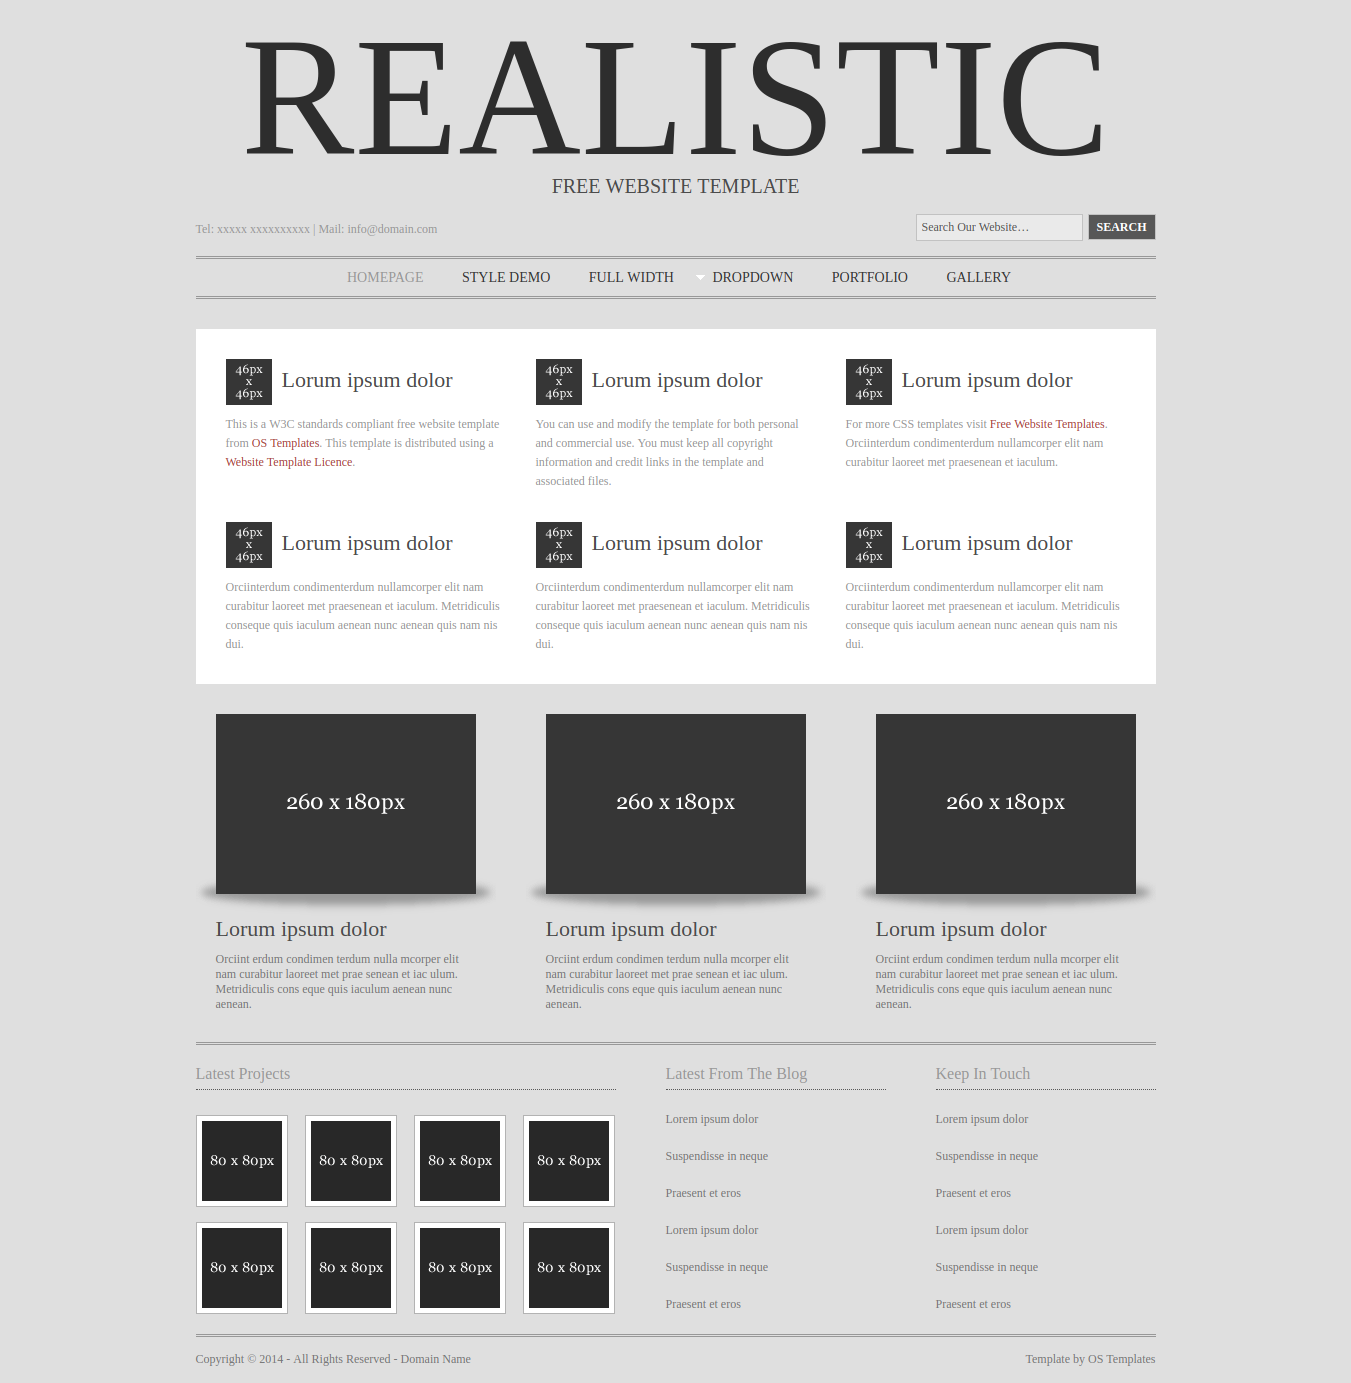 REALISTIC
FREE WEBSITE TEMPLATE
Tel: xxxxx xxxxxxxxxx | Mail: info@domain.com
Search Our Website…
SEARCH
HOMEPAGE
STYLE DEMO
FULL WIDTH
DROPDOWN
PORTFOLIO
GALLERY
46px
x
46px
Lorum ipsum dolor
This is a W3C standards compliant free website template
from OS Templates. This template is distributed using a
Website Template Licence.
46px
x
46px
Lorum ipsum dolor
You can use and modify the template for both personal
and commercial use. You must keep all copyright
information and credit links in the template and
associated files.
46px
x
46px
Lorum ipsum dolor
For more CSS templates visit Free Website Templates.
Orciinterdum condimenterdum nullamcorper elit nam
curabitur laoreet met praesenean et iaculum.
46px
x
46px
Lorum ipsum dolor
Orciinterdum condimenterdum nullamcorper elit nam
curabitur laoreet met praesenean et iaculum. Metridiculis
conseque quis iaculum aenean nunc aenean quis nam nis
dui.
46px
x
46px
Lorum ipsum dolor
Orciinterdum condimenterdum nullamcorper elit nam
curabitur laoreet met praesenean et iaculum. Metridiculis
conseque quis iaculum aenean nunc aenean quis nam nis
dui.
46px
x
46px
Lorum ipsum dolor
Orciinterdum condimenterdum nullamcorper elit nam
curabitur laoreet met praesenean et iaculum. Metridiculis
conseque quis iaculum aenean nunc aenean quis nam nis
dui.
260 x 180px
Lorum ipsum dolor
Orciint erdum condimen terdum nulla mcorper elit
nam curabitur laoreet met prae senean et iac ulum.
Metridiculis cons eque quis iaculum aenean nunc
aenean.
260 x 180px
Lorum ipsum dolor
Orciint erdum condimen terdum nulla mcorper elit
nam curabitur laoreet met prae senean et iac ulum.
Metridiculis cons eque quis iaculum aenean nunc
aenean.
260 x 180px
Lorum ipsum dolor
Orciint erdum condimen terdum nulla mcorper elit
nam curabitur laoreet met prae senean et iac ulum.
Metridiculis cons eque quis iaculum aenean nunc
aenean.
Latest Projects
80 x 80px
80 x 80px
80 x 80px
80 x 80px
80 x 80px
80 x 80px
80 x 80px
80 x 80px
Latest From The Blog
Lorem ipsum dolor
Suspendisse in neque
Praesent et eros
Lorem ipsum dolor
Suspendisse in neque
Praesent et eros
Keep In Touch
Lorem ipsum dolor
Suspendisse in neque
Praesent et eros
Lorem ipsum dolor
Suspendisse in neque
Praesent et eros
Copyright © 2014 - All Rights Reserved - Domain Name
Template by OS Templates